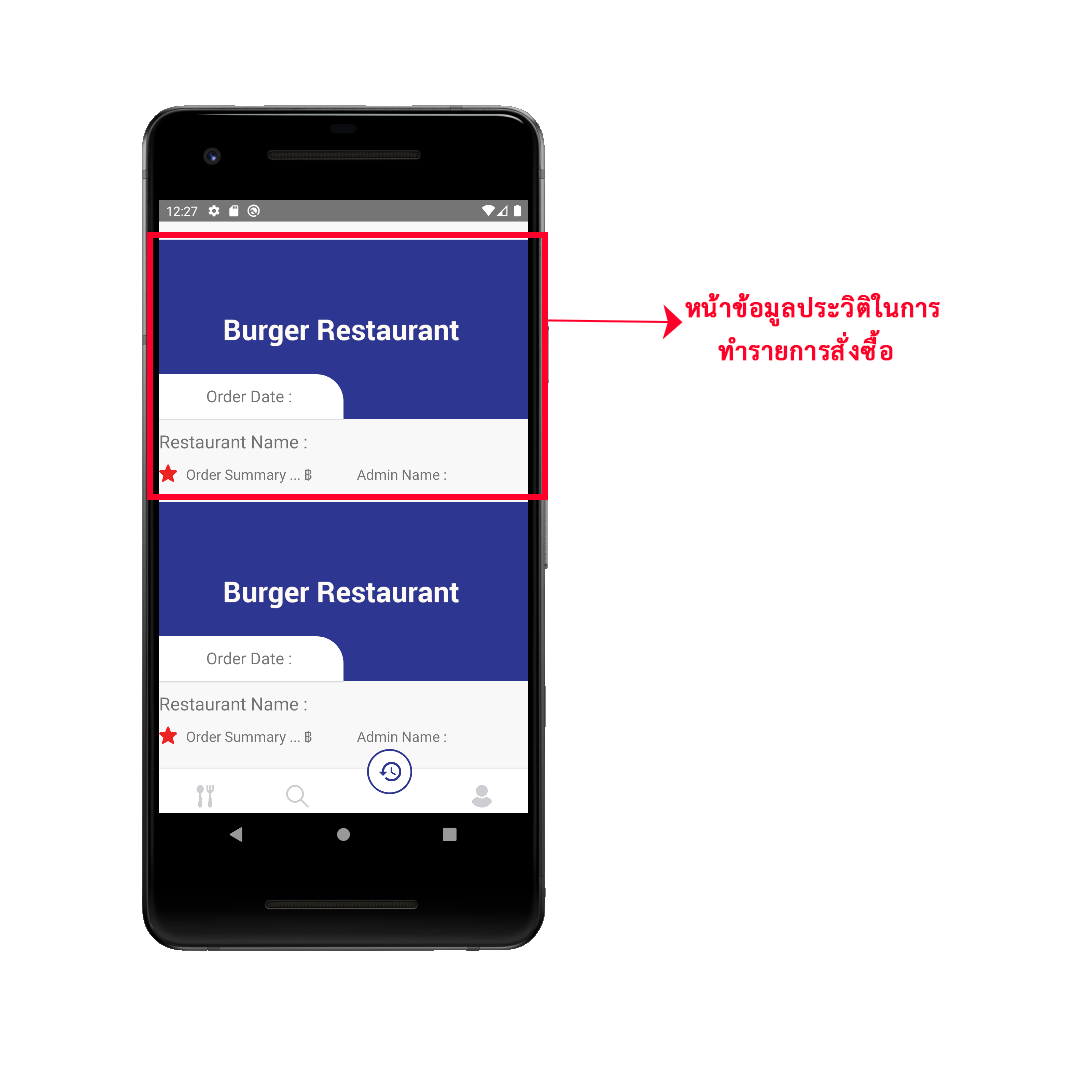 12:27
Burger Restaurant
Order Date :
Restaurant Name :
Order Summary ... ฿ Admin Name :
หน้าข้อมูลประวิติในการ
ทำรายการสั่งซื้อ
Burger Restaurant
Order Date :
Restaurant Name :
Order Summary ... ฿ Admin Name :